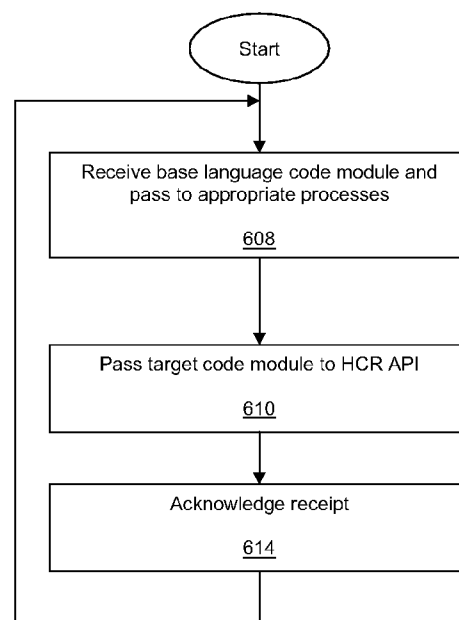 Start
Receive base language code module and
pass to appropriate processes
608
Pass target code module to HCR API
610
Acknowledge receipt
614